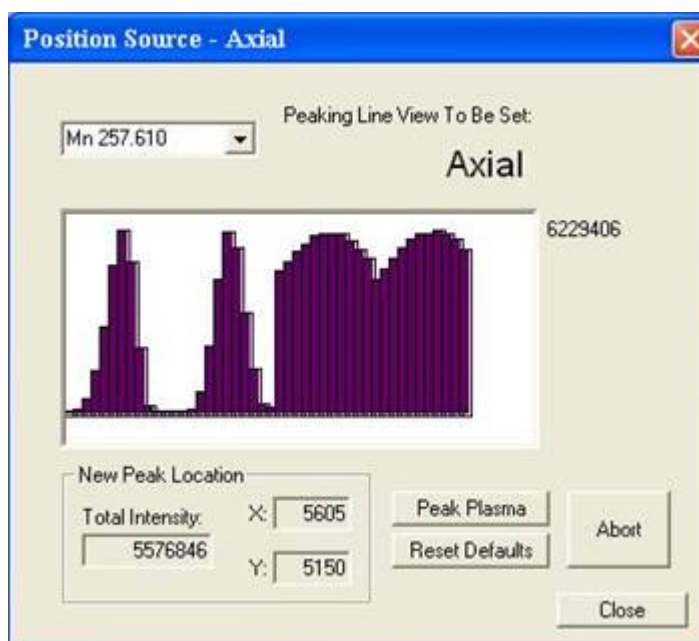 Position Source - Axial
Mn 257.610
Peaking Line View To Be Set:
Axial
6229406
New Peak Location
Total Intensity:
5576846
X: 5605
Y: 5150
Peak Plasma
Reset Defaults
Abort
Close